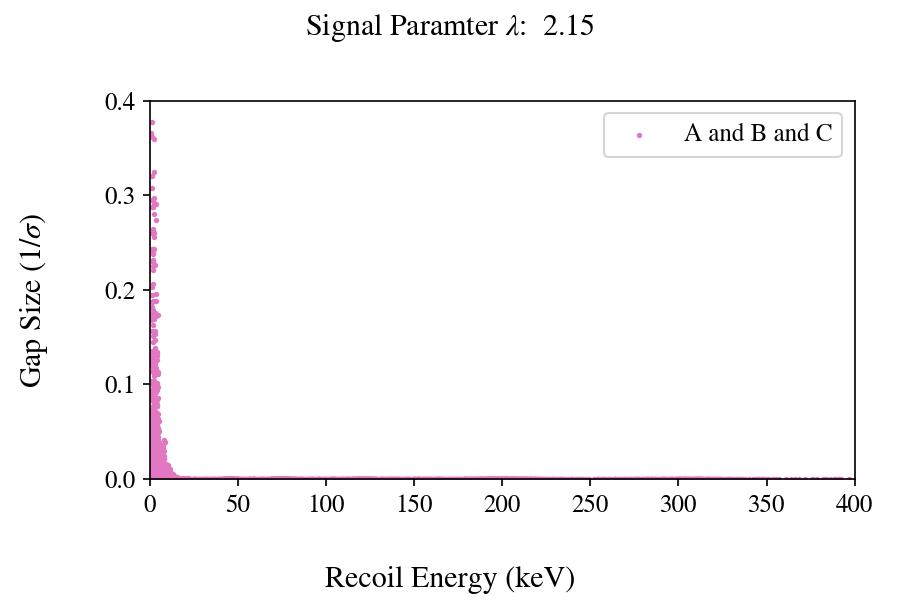 Signal Paramter λ: 2.15
A and B and C
Gap Size (1/σ)
0.4
0.3
0.2
0.1
0.0
0 50 100 150 200 250 300 350 400
Recoil Energy (keV)